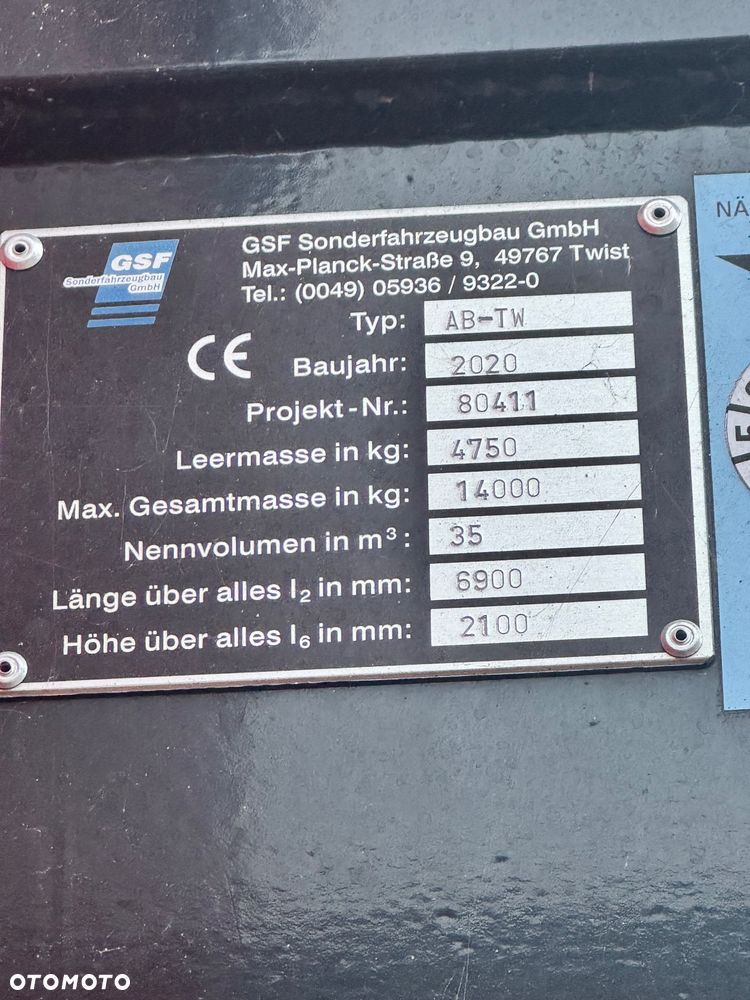 GSF
Sonderfahrzeugbau
GmbH
GSF Sonderfahrzeugbau GmbH
Max-Planck-Straße 9, 49767 Twist
Tel.: (0049) 05936 / 9322-0
CE
Typ: AB-TW
Baujahr: 2020
Projekt-Nr.: 80411
Leermasse in kg: 4750
Max. Gesamtmasse in kg: 14000
Nennvolumen in m³: 35
Länge über alles l₂ in mm: 6900
Höhe über alles l₆ in mm: 2100
NÄ
5
OTOMOTO